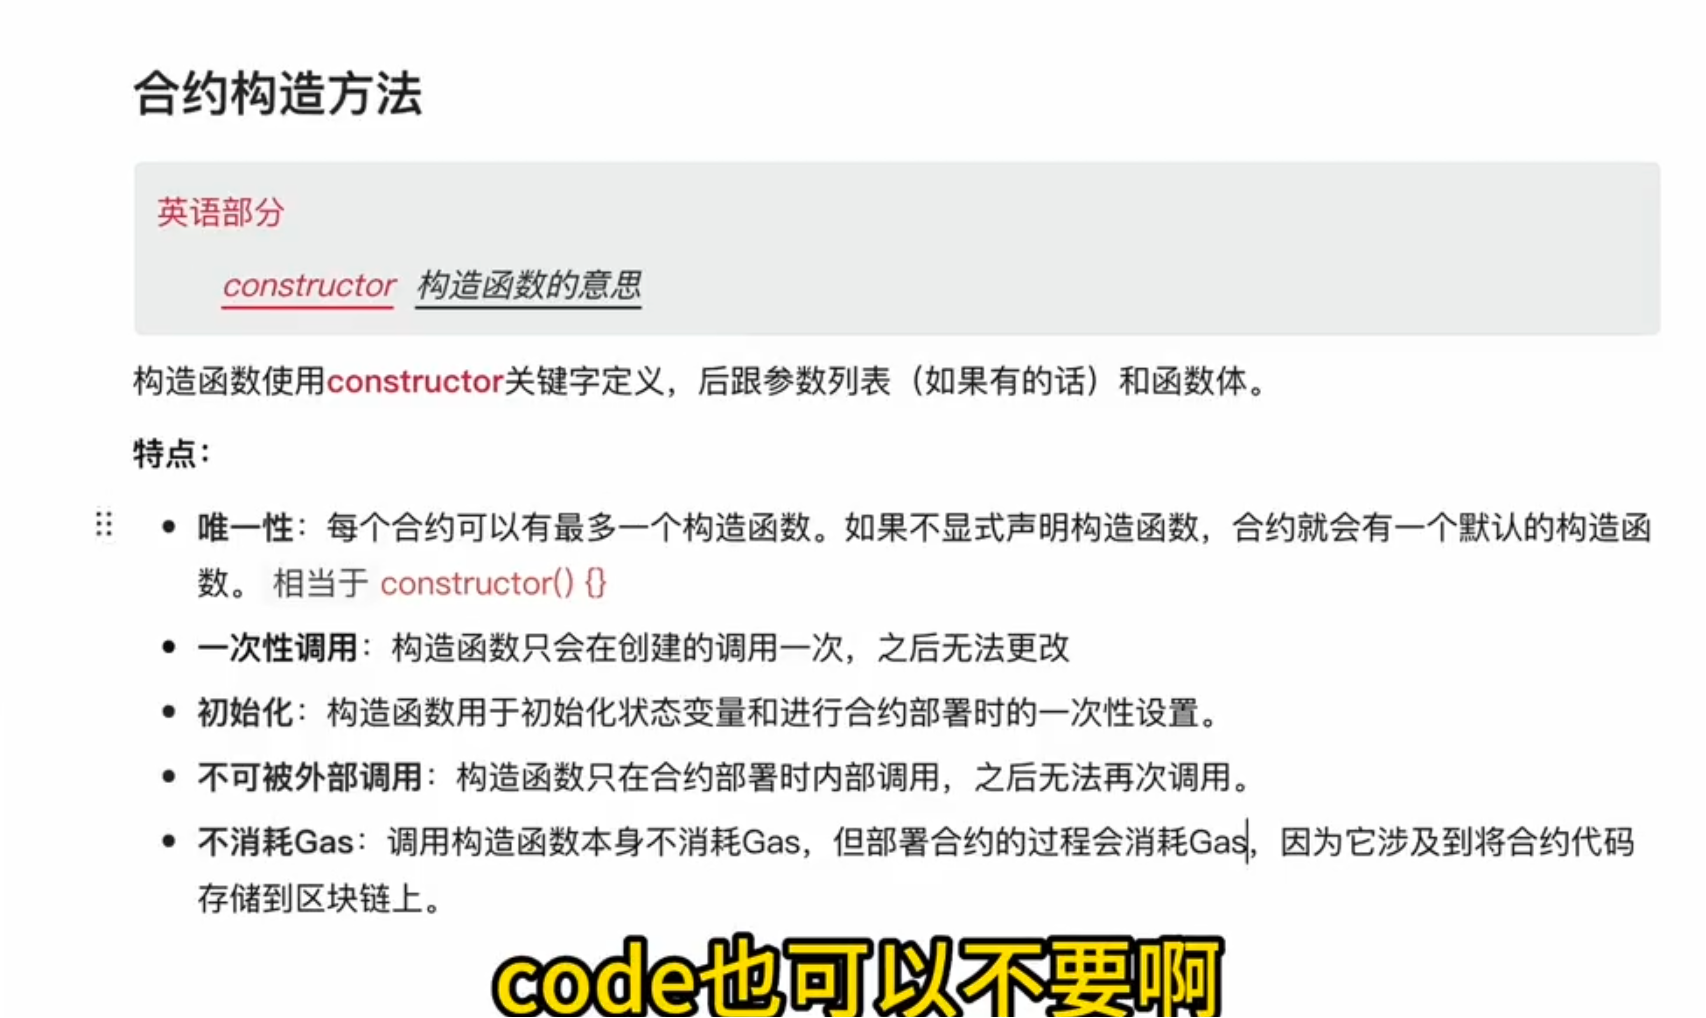 合约构造方法
英语部分
constructor 构造函数的意思
构造函数使用constructor关键字定义，后跟参数列表（如果有的话）和函数体。
特点：
唯一性：每个合约可以有最多一个构造函数。如果不显式声明构造函数，合约就会有一个默认的构造函
数。 相当于 constructor() {}
一次性调用：构造函数只会在创建的调用一次，之后无法更改
初始化：构造函数用于初始化状态变量和进行合约部署时的一次性设置。
不可被外部调用：构造函数只在合约部署时内部调用，之后无法再次调用。
不消耗Gas：调用构造函数本身不消耗Gas，但部署合约的过程会消耗Gas，因为它涉及到将合约代码
存储到区块链上。
code也可以不要啊